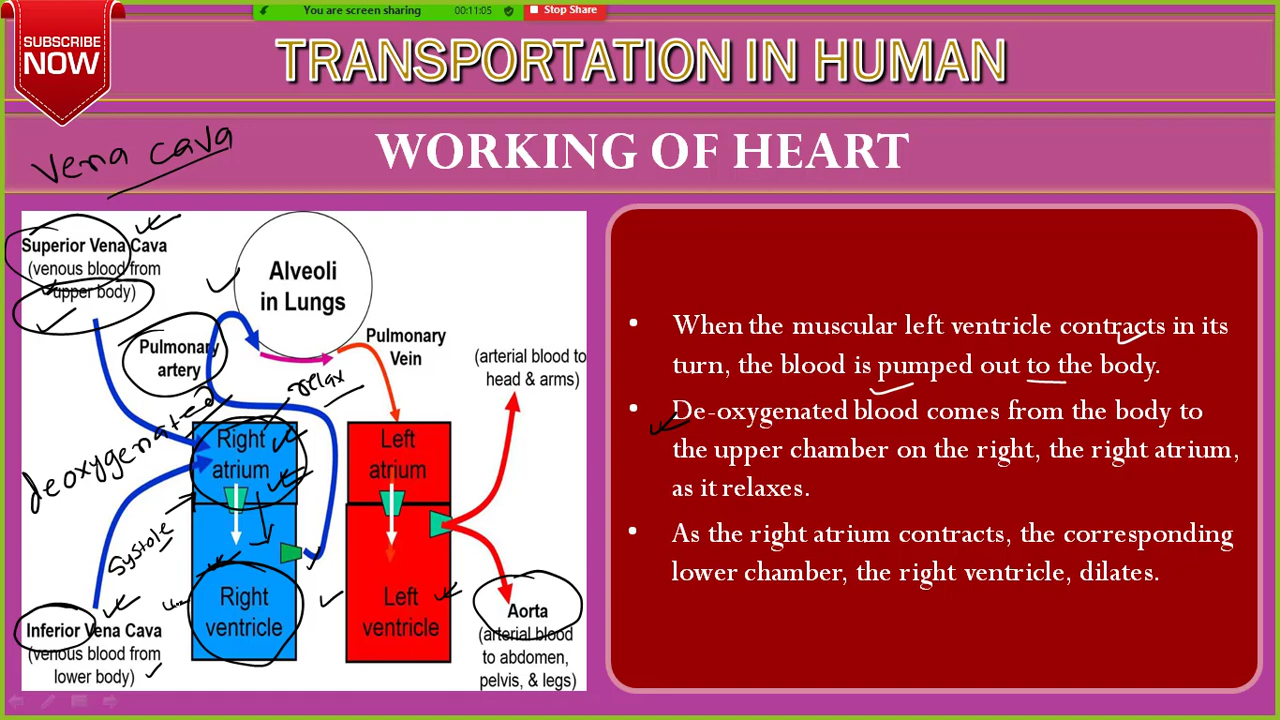 You are screen sharing 00:11:05 Stop Share
SUBSCRIBE
NOW
TRANSPORTATION IN HUMAN
Vena cava
WORKING OF HEART
Superior Vena Cava
(venous blood from
upper body)
Alveoli
in Lungs
Pulmonary
artery
Pulmonary
Vein
(arterial blood to
head & arms)
relax
deoxygenated
Right
atrium
Left
atrium
Systole
Right
ventricle
Left
ventricle
Inferior Vena Cava
(venous blood from
lower body)
Aorta
(arterial blood
to abdomen,
pelvis, & legs)
• When the muscular left ventricle contracts in its
turn, the blood is pumped out to the body.
• De-oxygenated blood comes from the body to
the upper chamber on the right, the right atrium,
as it relaxes.
• As the right atrium contracts, the corresponding
lower chamber, the right ventricle, dilates.